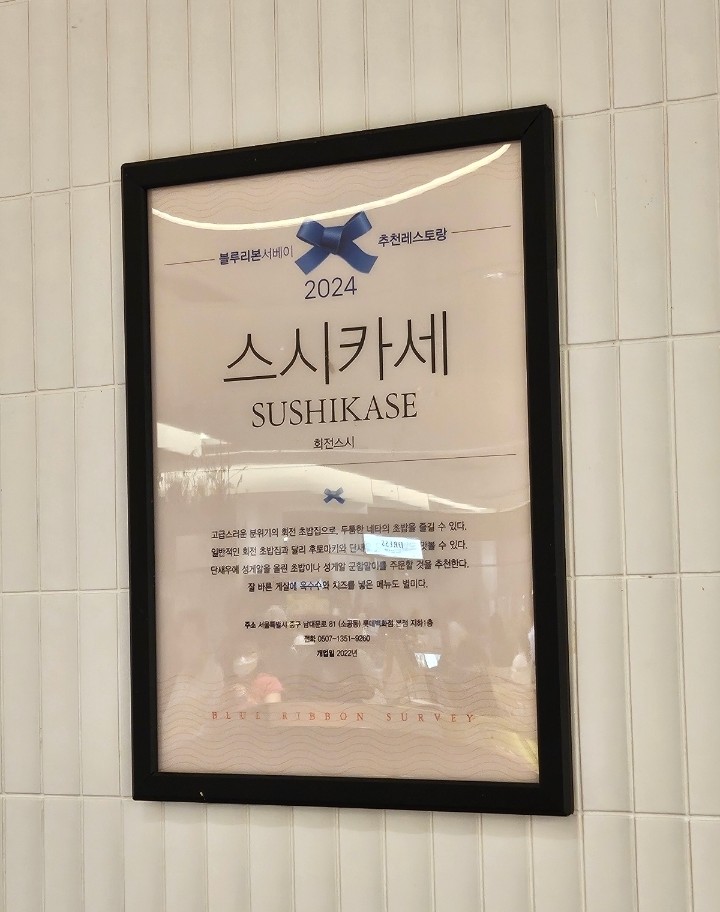 블루리본서베이 추천레스토랑
2024
스시카세
SUSHIKASE
회전스시
고급스러운 분위기의 회전 초밥집으로, 두툼한 네타의 초밥을 즐길 수 있다.
일반적인 회전 초밥집과 달리 후토마키와 단새 맛볼 수 있다.
단새우에 성게알을 올린 초밥이나 성게알 군함말이를 주문할 것을 추천한다.
잘 바른 게살에 옥수수와 치즈를 넣은 메뉴도 별미다.
주소 서울특별시 중구 남대문로 81 (소공동) 롯데백화점 본점 지하1층
전화 0507-1351-9260
개업일 2022년
BLUE RIBBON SURVEY